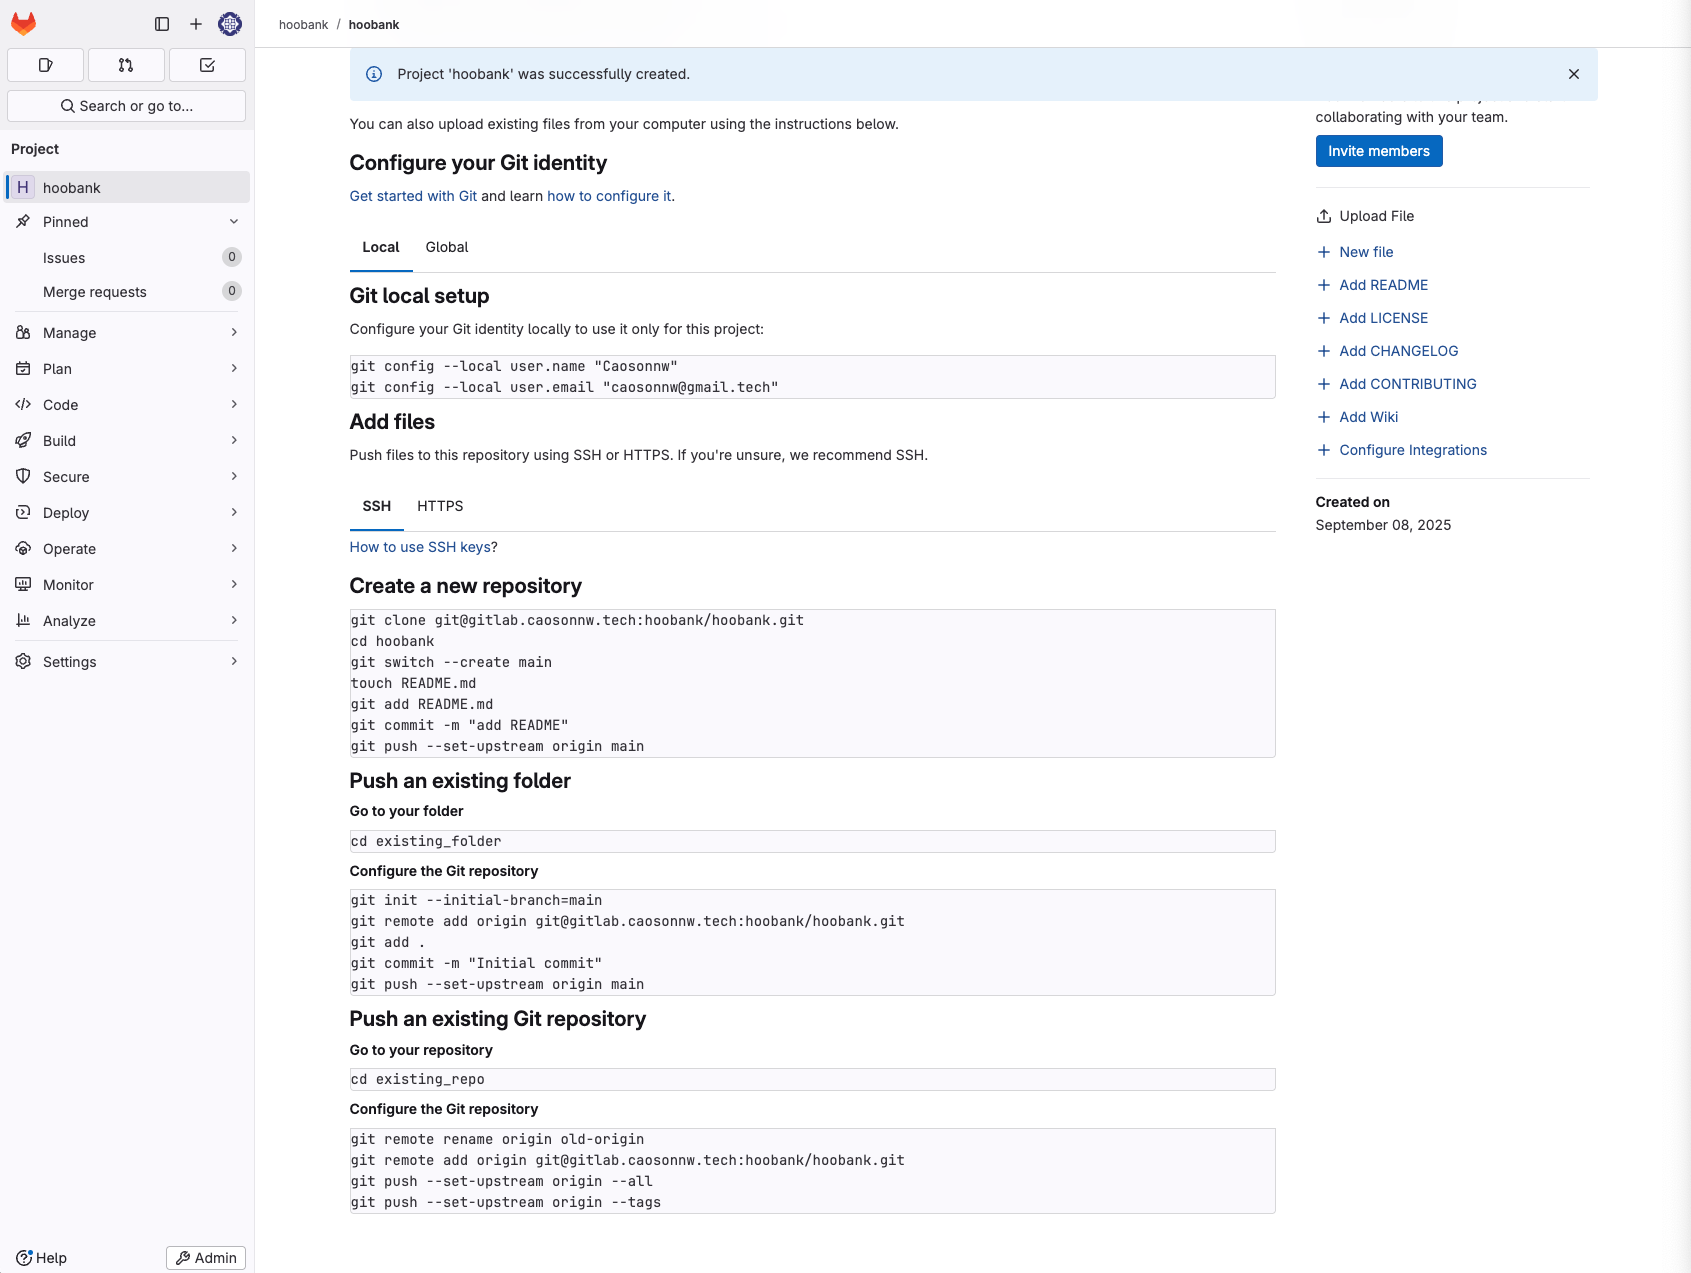 hoobank / hoobank
Search or go to...
Project
H hoobank
Pinned
Issues 0
Merge requests 0
Manage
Plan
Code
Build
Secure
Deploy
Operate
Monitor
Analyze
Settings
Help
Admin
Project 'hoobank' was successfully created.
You can also upload existing files from your computer using the instructions below.
Configure your Git identity
Get started with Git and learn how to configure it.
Local Global
Git local setup
Configure your Git identity locally to use it only for this project:
git config --local user.name "Caosonnw"
git config --local user.email "caosonnw@gmail.tech"
Add files
Push files to this repository using SSH or HTTPS. If you're unsure, we recommend SSH.
SSH HTTPS
How to use SSH keys?
Create a new repository
git clone git@gitlab.caosonnw.tech:hoobank/hoobank.git
cd hoobank
git switch --create main
touch README.md
git add README.md
git commit -m "add README"
git push --set-upstream origin main
Push an existing folder
Go to your folder
cd existing_folder
Configure the Git repository
git init --initial-branch=main
git remote add origin git@gitlab.caosonnw.tech:hoobank/hoobank.git
git add .
git commit -m "Initial commit"
git push --set-upstream origin main
Push an existing Git repository
Go to your repository
cd existing_repo
Configure the Git repository
git remote rename origin old-origin
git remote add origin git@gitlab.caosonnw.tech:hoobank/hoobank.git
git push --set-upstream origin --all
git push --set-upstream origin --tags
collaborating with your team.
Invite members
Upload File
New file
Add README
Add LICENSE
Add CHANGELOG
Add CONTRIBUTING
Add Wiki
Configure Integrations
Created on
September 08, 2025